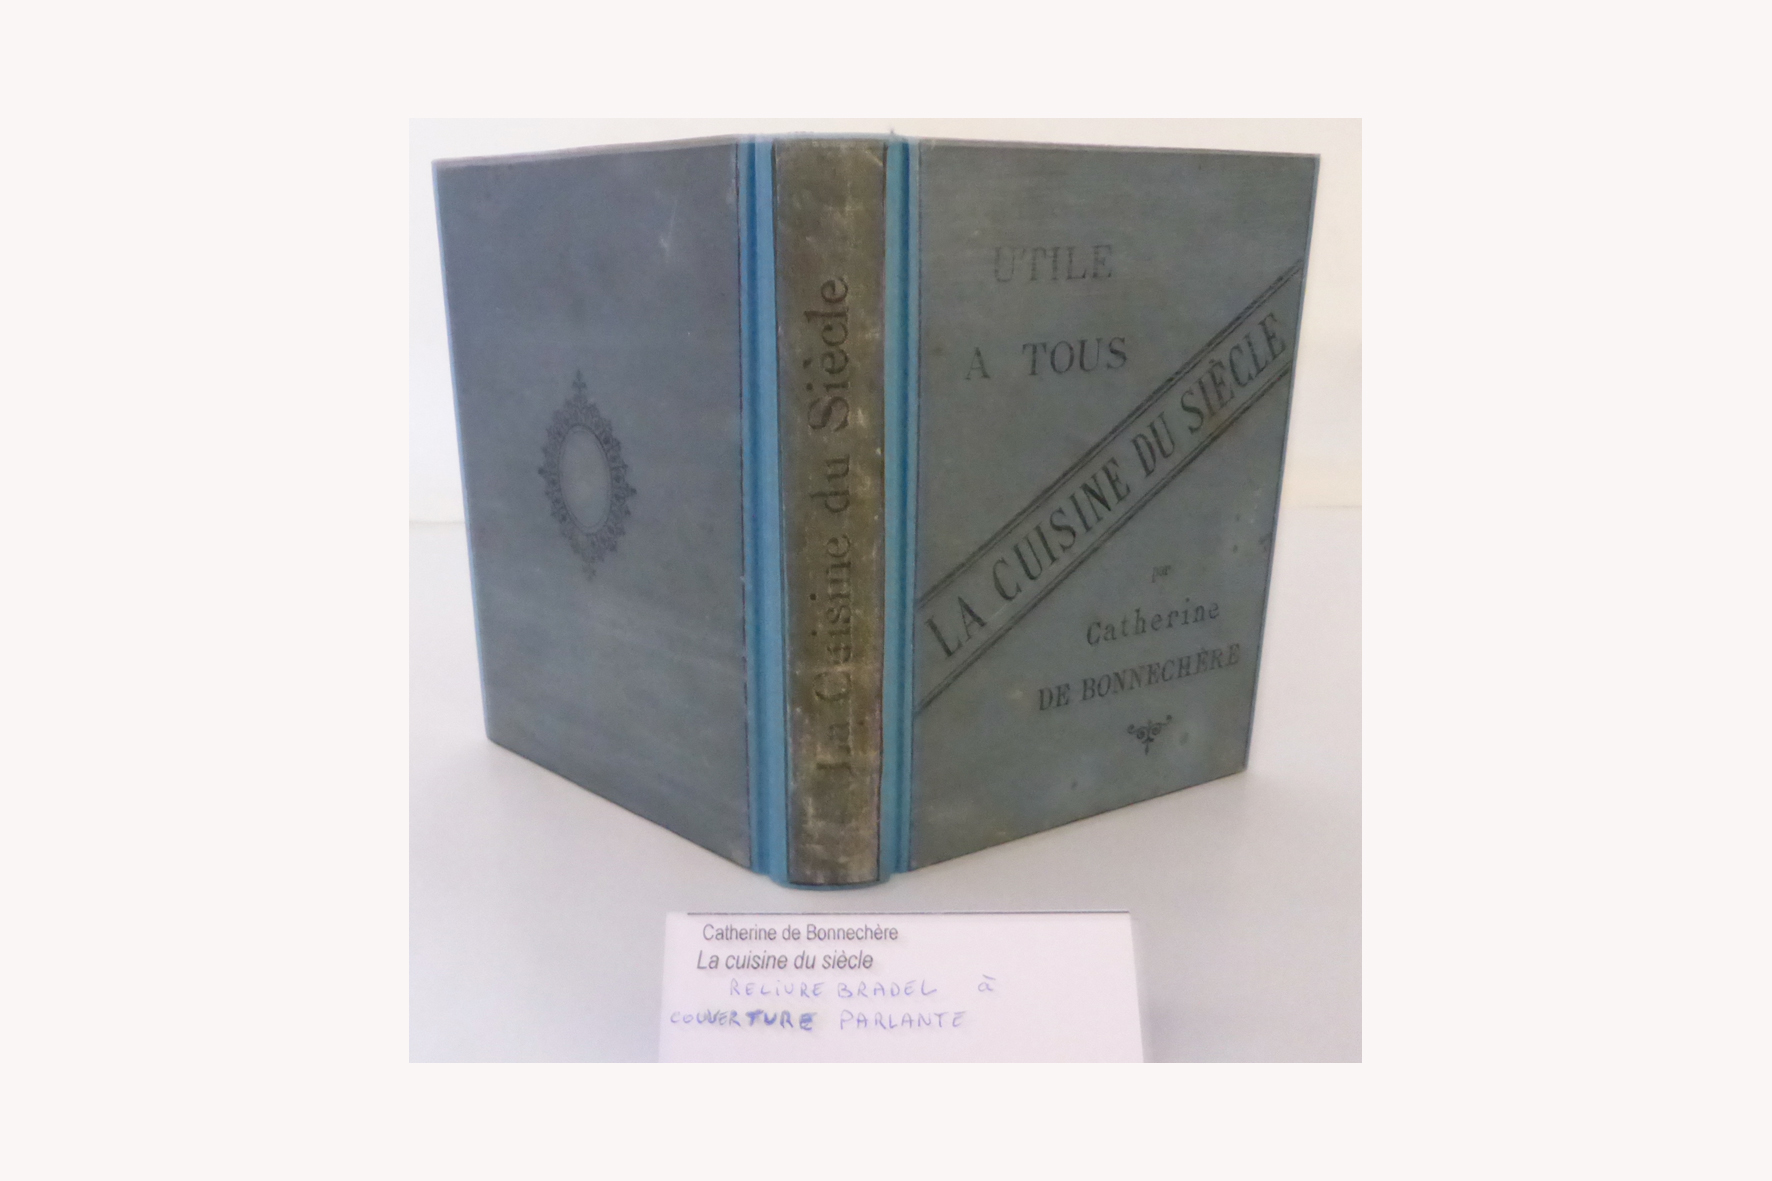 La Cuisine du Siècle
UTILE
A TOUS
LA CUISINE DU SIÈCLE
par
Catherine
DE BONNECHÈRE
Catherine de Bonnechère
La cuisine du siècle
RELIURE BRADEL à
COUVERTURE PARLANTE